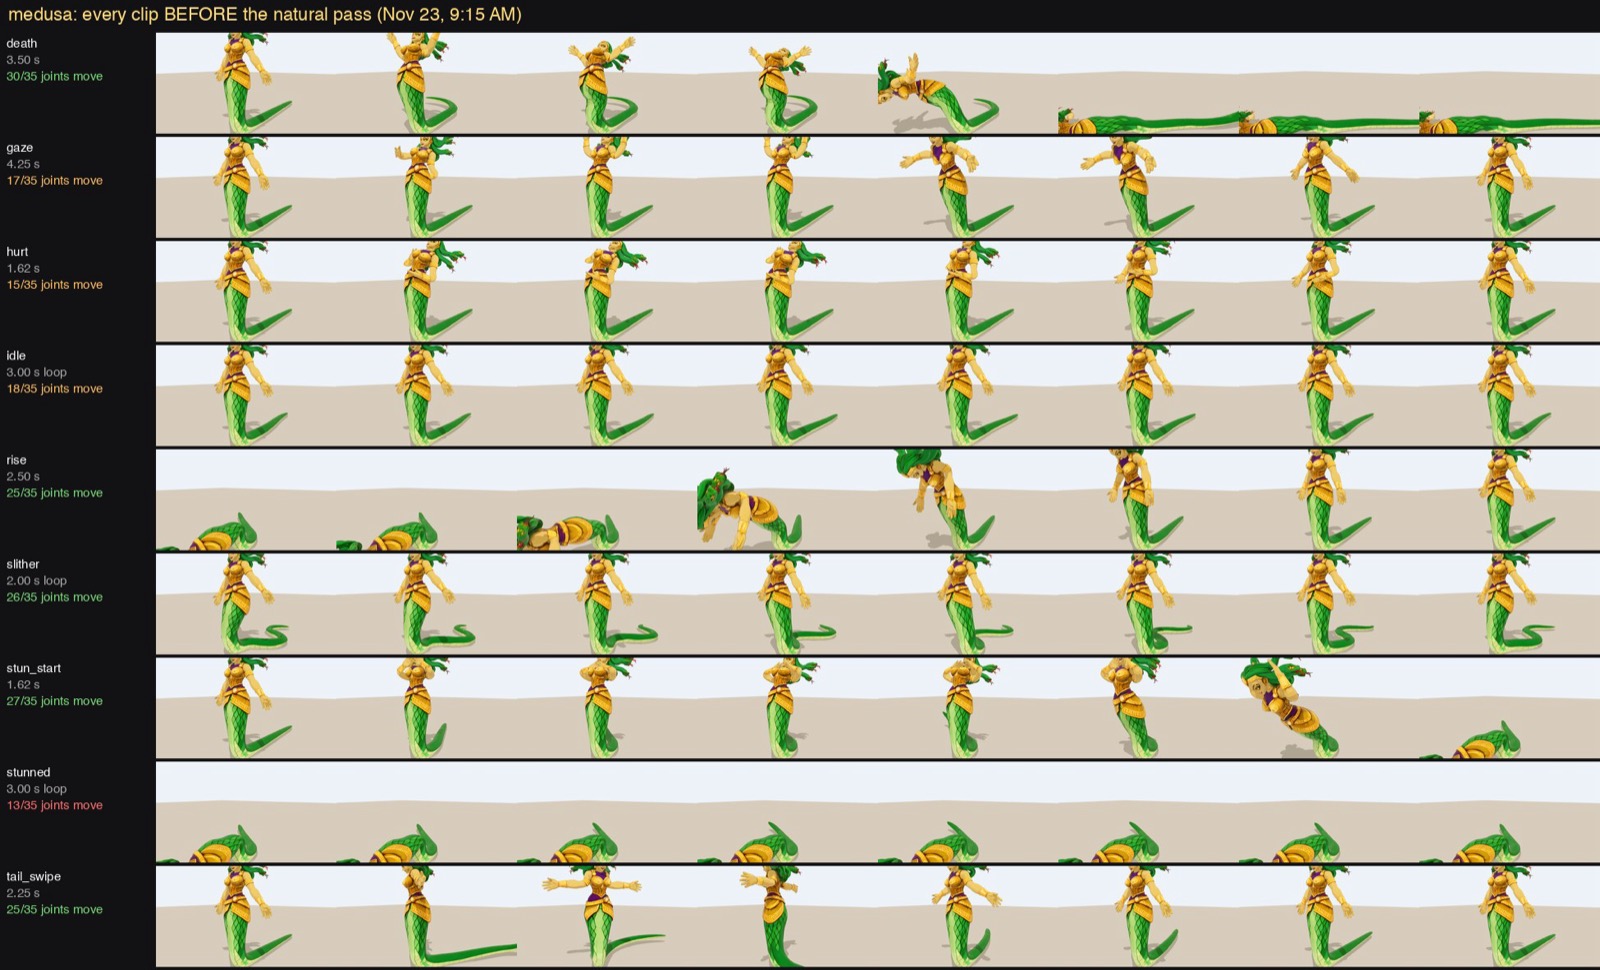 medusa: every clip BEFORE the natural pass (Nov 23, 9:15 AM)
death
3.50 s
30/35 joints move
gaze
4.25 s
17/35 joints move
hurt
1.62 s
15/35 joints move
idle
3.00 s loop
18/35 joints move
rise
2.50 s
25/35 joints move
slither
2.00 s loop
26/35 joints move
stun_start
1.62 s
27/35 joints move
stunned
3.00 s loop
13/35 joints move
tail_swipe
2.25 s
25/35 joints move